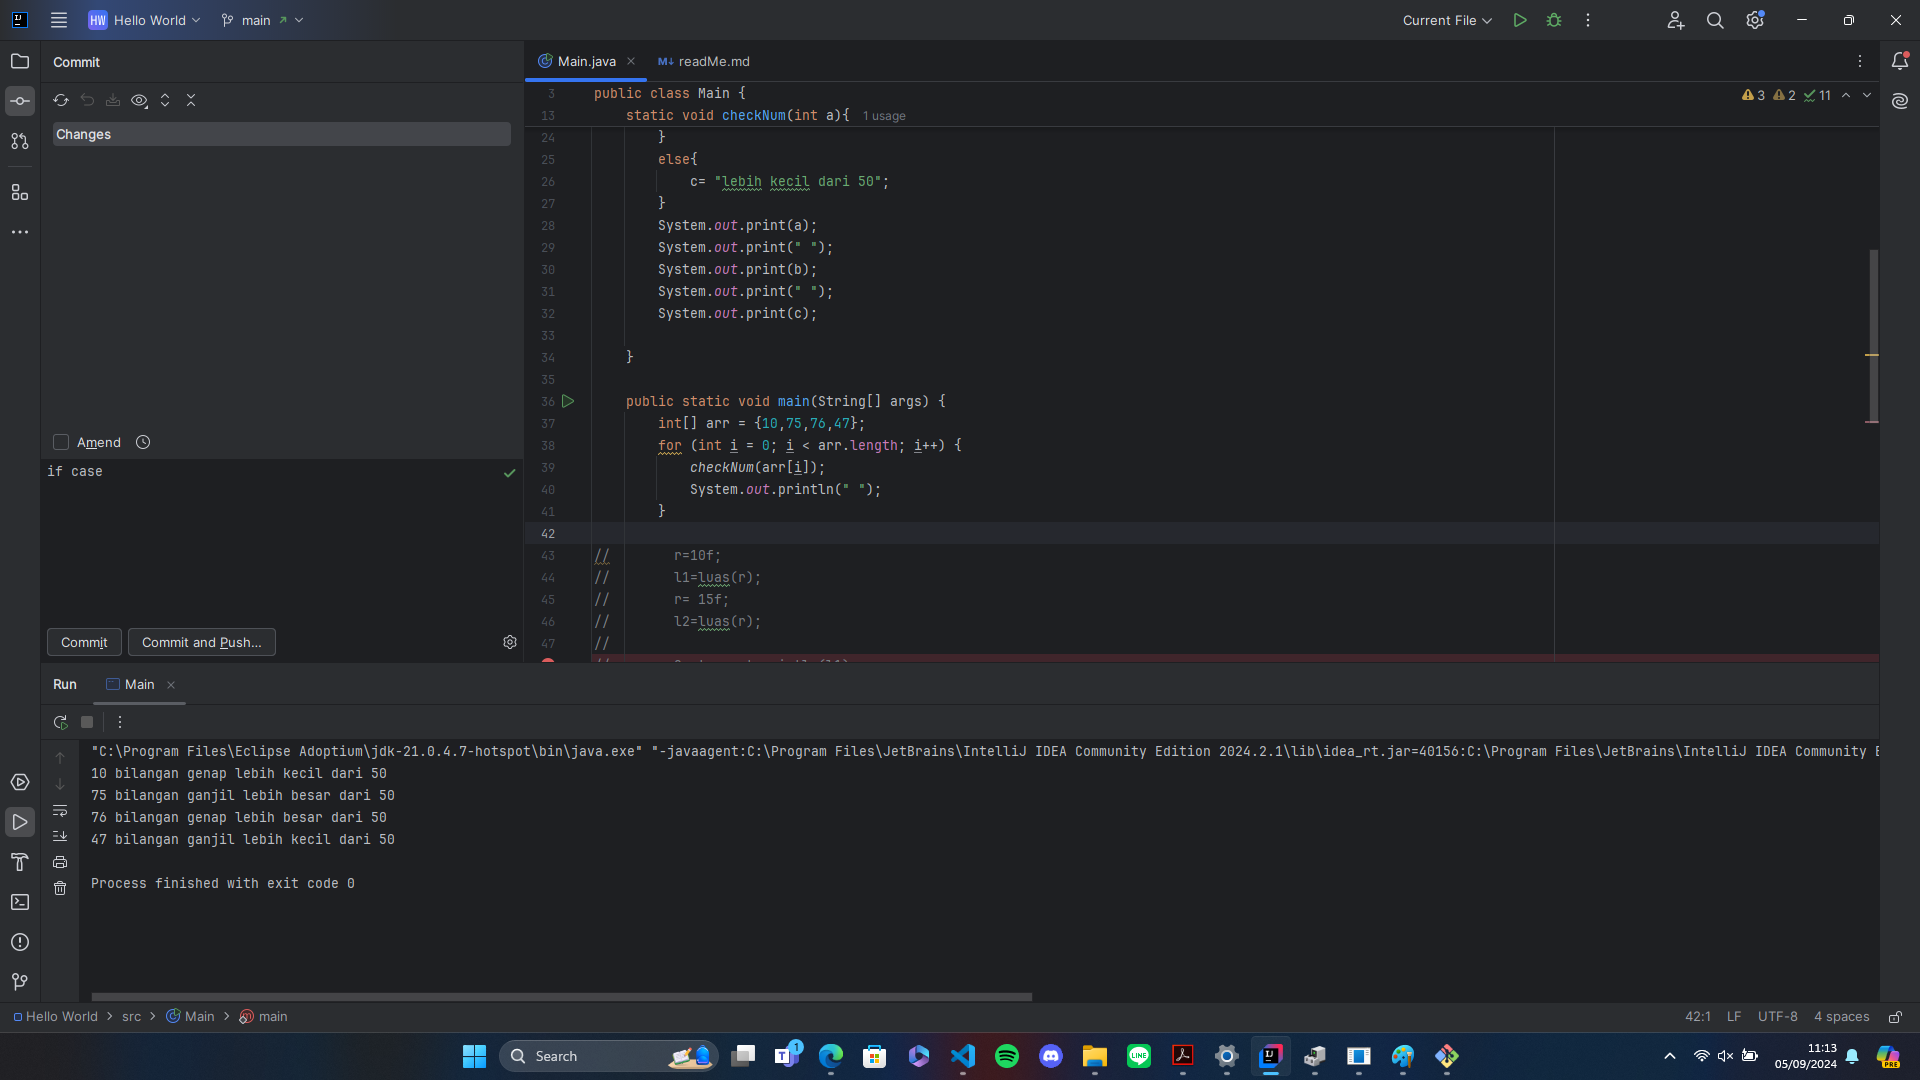 HW Hello World main Current File
Commit
Changes
Amend
if case
Commit Commit and Push...
Main.java readMe.md
3 public class Main {
3 2 11
13 static void checkNum(int a){ 1 usage
24 }
25 else{
26 c= "lebih kecil dari 50";
27 }
28 System.out.print(a);
29 System.out.print(" ");
30 System.out.print(b);
31 System.out.print(" ");
32 System.out.print(c);
33
34 }
35
36 public static void main(String[] args) {
37 int[] arr = {10,75,76,47};
38 for (int i = 0; i < arr.length; i++) {
39 checkNum(arr[i]);
40 System.out.println(" ");
41 }
42
43 // r=10f;
44 // l1=luas(r);
45 // r= 15f;
46 // l2=luas(r);
47 //
Run Main
"C:\Program Files\Eclipse Adoptium\jdk-21.0.4.7-hotspot\bin\java.exe" "-javaagent:C:\Program Files\JetBrains\IntelliJ IDEA Community Edition 2024.2.1\lib\idea_rt.jar=40156:C:\Program Files\JetBrains\IntelliJ IDEA Community E
10 bilangan genap lebih kecil dari 50
75 bilangan ganjil lebih besar dari 50
76 bilangan genap lebih besar dari 50
47 bilangan ganjil lebih kecil dari 50
Process finished with exit code 0
Hello World > src > Main > main
42:1 LF UTF-8 4 spaces
Search
1
LINE
PRE
11:13
05/09/2024